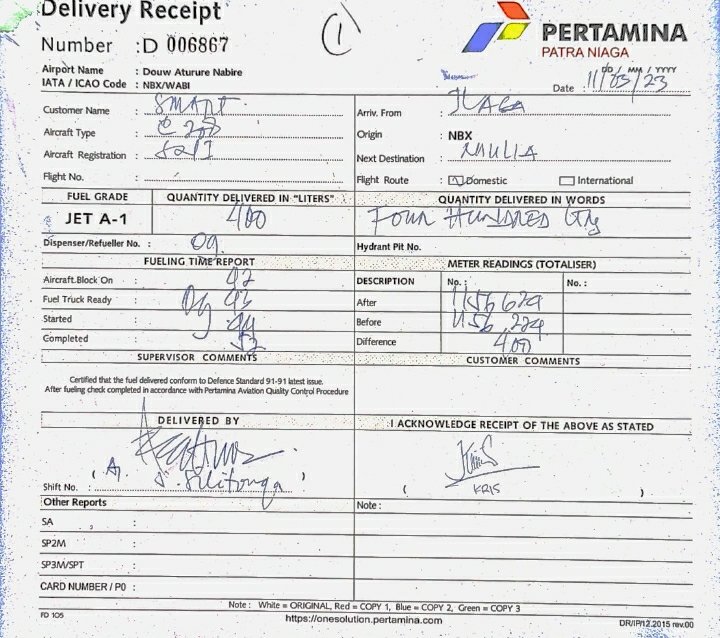 Delivery Receipt
Number : D 006867
1
PERTAMINA
PATRA NIAGA
Airport Name : Douw Aturure Nabire
IATA / ICAO Code : NBX/WABI
DD / MM / YYYY
Date : 11/03/23
Customer Name : SMART
Arriv. From : ILAGA
Aircraft Type : C 208
Origin : NBX
Aircraft Registration :
Next Destination : MULIA
Flight No. :
Flight Route : Domestic International
FUEL GRADE QUANTITY DELIVERED IN "LITERS" QUANTITY DELIVERED IN WORDS
JET A-1 400 FOUR HUNDRED
Dispenser/Refueller No. : 09
Hydrant Pit No.
FUELING TIME REPORT METER READINGS (TOTALISER)
Aircraft Block On : 42
DESCRIPTION No. : No. :
Fuel Truck Ready : 09 43
After
Started : 44
Before
Completed : 52
Difference 400
SUPERVISOR COMMENTS CUSTOMER COMMENTS
Certified that the fuel delivered conform to Defence Standard 91-91 latest issue.
After fueling check completed in accordance with Pertamina Aviation Quality Control Procedure
DELIVERED BY I ACKNOWLEDGE RECEIPT OF THE ABOVE AS STATED
Shift No. :
( KRIS )
Other Reports Note :
SA :
SP2M :
SP3M/SPT :
CARD NUMBER / PO :
Note : White = ORIGINAL, Red = COPY 1, Blue = COPY 2, Green = COPY 3
FD 105 https://onesolution.pertamina.com DR/IP/12.2015 rev.00